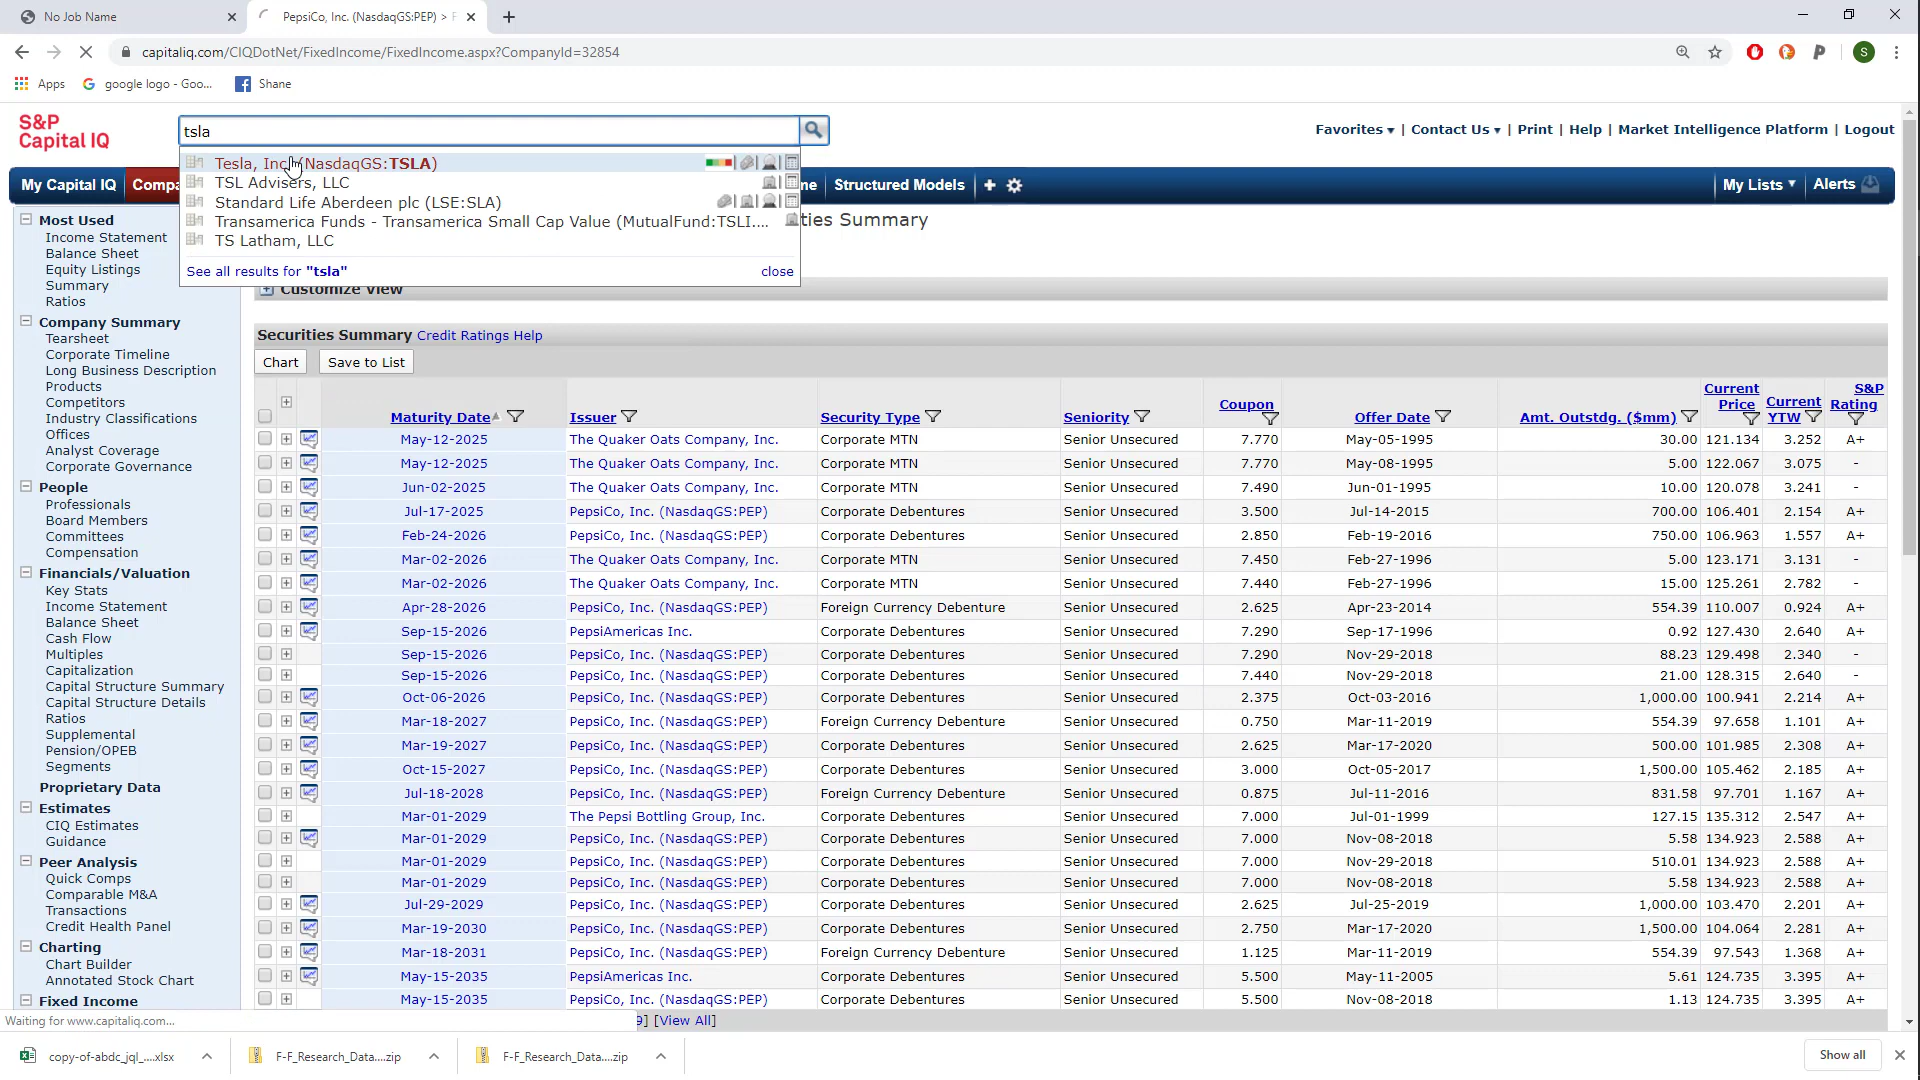 No Job Name
PepsiCo, Inc. (NasdaqGS:PEP) > F
capitaliq.com/CIQDotNet/FixedIncome/FixedIncome.aspx?CompanyId=32854
S
Apps
google logo - Goo...
Shane
S&P
Capital IQ
tsla
Favorites
Contact Us
Print
Help
Market Intelligence Platform
Logout
Tesla, Inc. (NasdaqGS:TSLA)
TSL Advisers, LLC
Standard Life Aberdeen plc (LSE:SLA)
Transamerica Funds - Transamerica Small Cap Value (MutualFund:TSLI....
TS Latham, LLC
See all results for "tsla"
close
My Capital IQ
Compa
ne
Structured Models
My Lists
Alerts
ties Summary
Customize View
Most Used
Income Statement
Balance Sheet
Equity Listings
Summary
Ratios
Company Summary
Tearsheet
Corporate Timeline
Long Business Description
Products
Competitors
Industry Classifications
Offices
Analyst Coverage
Corporate Governance
People
Professionals
Board Members
Committees
Compensation
Financials/Valuation
Key Stats
Income Statement
Balance Sheet
Cash Flow
Multiples
Capitalization
Capital Structure Summary
Capital Structure Details
Ratios
Supplemental
Pension/OPEB
Segments
Proprietary Data
Estimates
CIQ Estimates
Guidance
Peer Analysis
Quick Comps
Comparable M&A
Transactions
Credit Health Panel
Charting
Chart Builder
Annotated Stock Chart
Fixed Income
Securities Summary Credit Ratings Help
Chart
Save to List
Maturity Date Issuer Security Type Seniority Coupon Offer Date Amt. Outstdg. ($mm) Current Price Current YTW S&P Rating
May-12-2025 The Quaker Oats Company, Inc. Corporate MTN Senior Unsecured 7.770 May-05-1995 30.00 121.134 3.252 A+
May-12-2025 The Quaker Oats Company, Inc. Corporate MTN Senior Unsecured 7.770 May-08-1995 5.00 122.067 3.075 -
Jun-02-2025 The Quaker Oats Company, Inc. Corporate MTN Senior Unsecured 7.490 Jun-01-1995 10.00 120.078 3.241 -
Jul-17-2025 PepsiCo, Inc. (NasdaqGS:PEP) Corporate Debentures Senior Unsecured 3.500 Jul-14-2015 700.00 106.401 2.154 A+
Feb-24-2026 PepsiCo, Inc. (NasdaqGS:PEP) Corporate Debentures Senior Unsecured 2.850 Feb-19-2016 750.00 106.963 1.557 A+
Mar-02-2026 The Quaker Oats Company, Inc. Corporate MTN Senior Unsecured 7.450 Feb-27-1996 5.00 123.171 3.131 -
Mar-02-2026 The Quaker Oats Company, Inc. Corporate MTN Senior Unsecured 7.440 Feb-27-1996 15.00 125.261 2.782 -
Apr-28-2026 PepsiCo, Inc. (NasdaqGS:PEP) Foreign Currency Debenture Senior Unsecured 2.625 Apr-23-2014 554.39 110.007 0.924 A+
Sep-15-2026 PepsiAmericas Inc. Corporate Debentures Senior Unsecured 7.290 Sep-17-1996 0.92 127.430 2.640 A+
Sep-15-2026 PepsiCo, Inc. (NasdaqGS:PEP) Corporate Debentures Senior Unsecured 7.290 Nov-29-2018 88.23 129.498 2.340 -
Sep-15-2026 PepsiCo, Inc. (NasdaqGS:PEP) Corporate Debentures Senior Unsecured 7.440 Nov-29-2018 21.00 128.315 2.640 -
Oct-06-2026 PepsiCo, Inc. (NasdaqGS:PEP) Corporate Debentures Senior Unsecured 2.375 Oct-03-2016 1,000.00 100.941 2.214 A+
Mar-18-2027 PepsiCo, Inc. (NasdaqGS:PEP) Foreign Currency Debenture Senior Unsecured 0.750 Mar-11-2019 554.39 97.658 1.101 A+
Mar-19-2027 PepsiCo, Inc. (NasdaqGS:PEP) Corporate Debentures Senior Unsecured 2.625 Mar-17-2020 500.00 101.985 2.308 A+
Oct-15-2027 PepsiCo, Inc. (NasdaqGS:PEP) Corporate Debentures Senior Unsecured 3.000 Oct-05-2017 1,500.00 105.462 2.185 A+
Jul-18-2028 PepsiCo, Inc. (NasdaqGS:PEP) Foreign Currency Debenture Senior Unsecured 0.875 Jul-11-2016 831.58 97.701 1.167 A+
Mar-01-2029 The Pepsi Bottling Group, Inc. Corporate Debentures Senior Unsecured 7.000 Jul-01-1999 127.15 135.312 2.547 A+
Mar-01-2029 PepsiCo, Inc. (NasdaqGS:PEP) Corporate Debentures Senior Unsecured 7.000 Nov-08-2018 5.58 134.923 2.588 A+
Mar-01-2029 PepsiCo, Inc. (NasdaqGS:PEP) Corporate Debentures Senior Unsecured 7.000 Nov-29-2018 510.01 134.923 2.588 A+
Mar-01-2029 PepsiCo, Inc. (NasdaqGS:PEP) Corporate Debentures Senior Unsecured 7.000 Nov-08-2018 5.58 134.923 2.588 A+
Jul-29-2029 PepsiCo, Inc. (NasdaqGS:PEP) Corporate Debentures Senior Unsecured 2.625 Jul-25-2019 1,000.00 103.470 2.201 A+
Mar-19-2030 PepsiCo, Inc. (NasdaqGS:PEP) Corporate Debentures Senior Unsecured 2.750 Mar-17-2020 1,500.00 104.064 2.281 A+
Mar-18-2031 PepsiCo, Inc. (NasdaqGS:PEP) Foreign Currency Debenture Senior Unsecured 1.125 Mar-11-2019 554.39 97.543 1.368 A+
May-15-2035 PepsiAmericas Inc. Corporate Debentures Senior Unsecured 5.500 May-11-2005 5.61 124.735 3.395 A+
May-15-2035 PepsiCo, Inc. (NasdaqGS:PEP) Corporate Debentures Senior Unsecured 5.500 Nov-08-2018 1.13 124.735 3.395 A+
Waiting for www.capitaliq.com...
9] [View All]
copy-of-abdc_jql_....xlsx
F-F_Research_Data....zip
F-F_Research_Data....zip
Show all